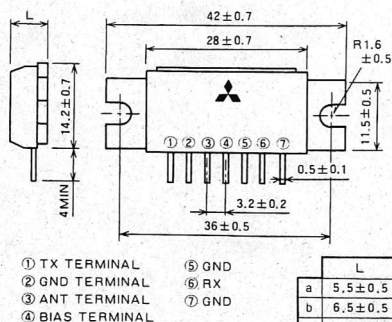 L
42±0.7
28±0.7
R1.6
±0.5
14.2±0.7
11.5±0.5
① ② ③ ④ ⑤ ⑥ ⑦
4MIN
0.5±0.1
3.2±0.2
36±0.5
① TX TERMINAL
② GND TERMINAL
③ ANT TERMINAL
④ BIAS TERMINAL
⑤ GND
⑥ RX
⑦ GND
L
a 5.5±0.5
b 6.5±0.5